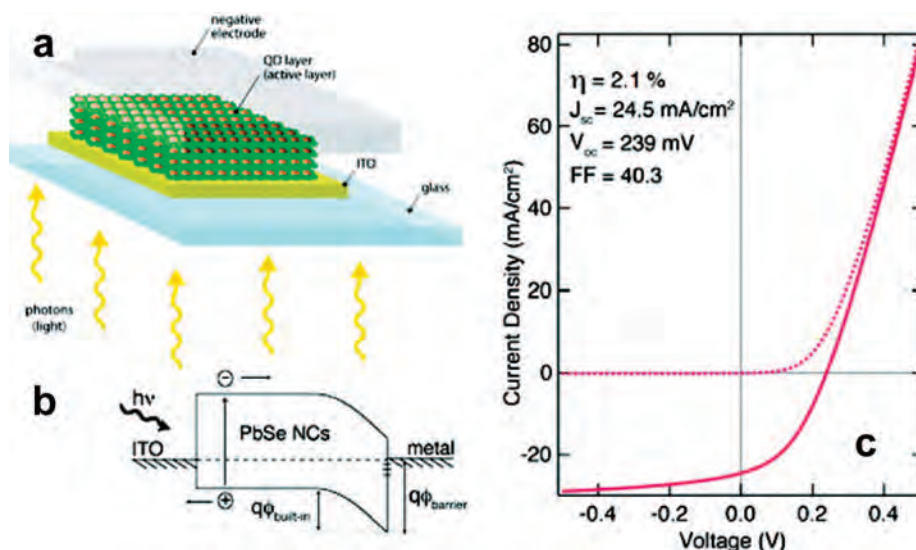 a
negative
electrode
QD layer
(active layer)
ITO
glass
photons
(light)
b
hν
ITO
PbSe NCs
metal
qϕbuilt-in
qϕbarrier
η = 2.1 %
Jsc = 24.5 mA/cm²
Voc = 239 mV
FF = 40.3
Current Density (mA/cm²)
80
60
40
20
0
-20
c
-0.4
-0.2
0.0
0.2
0.4
Voltage (V)